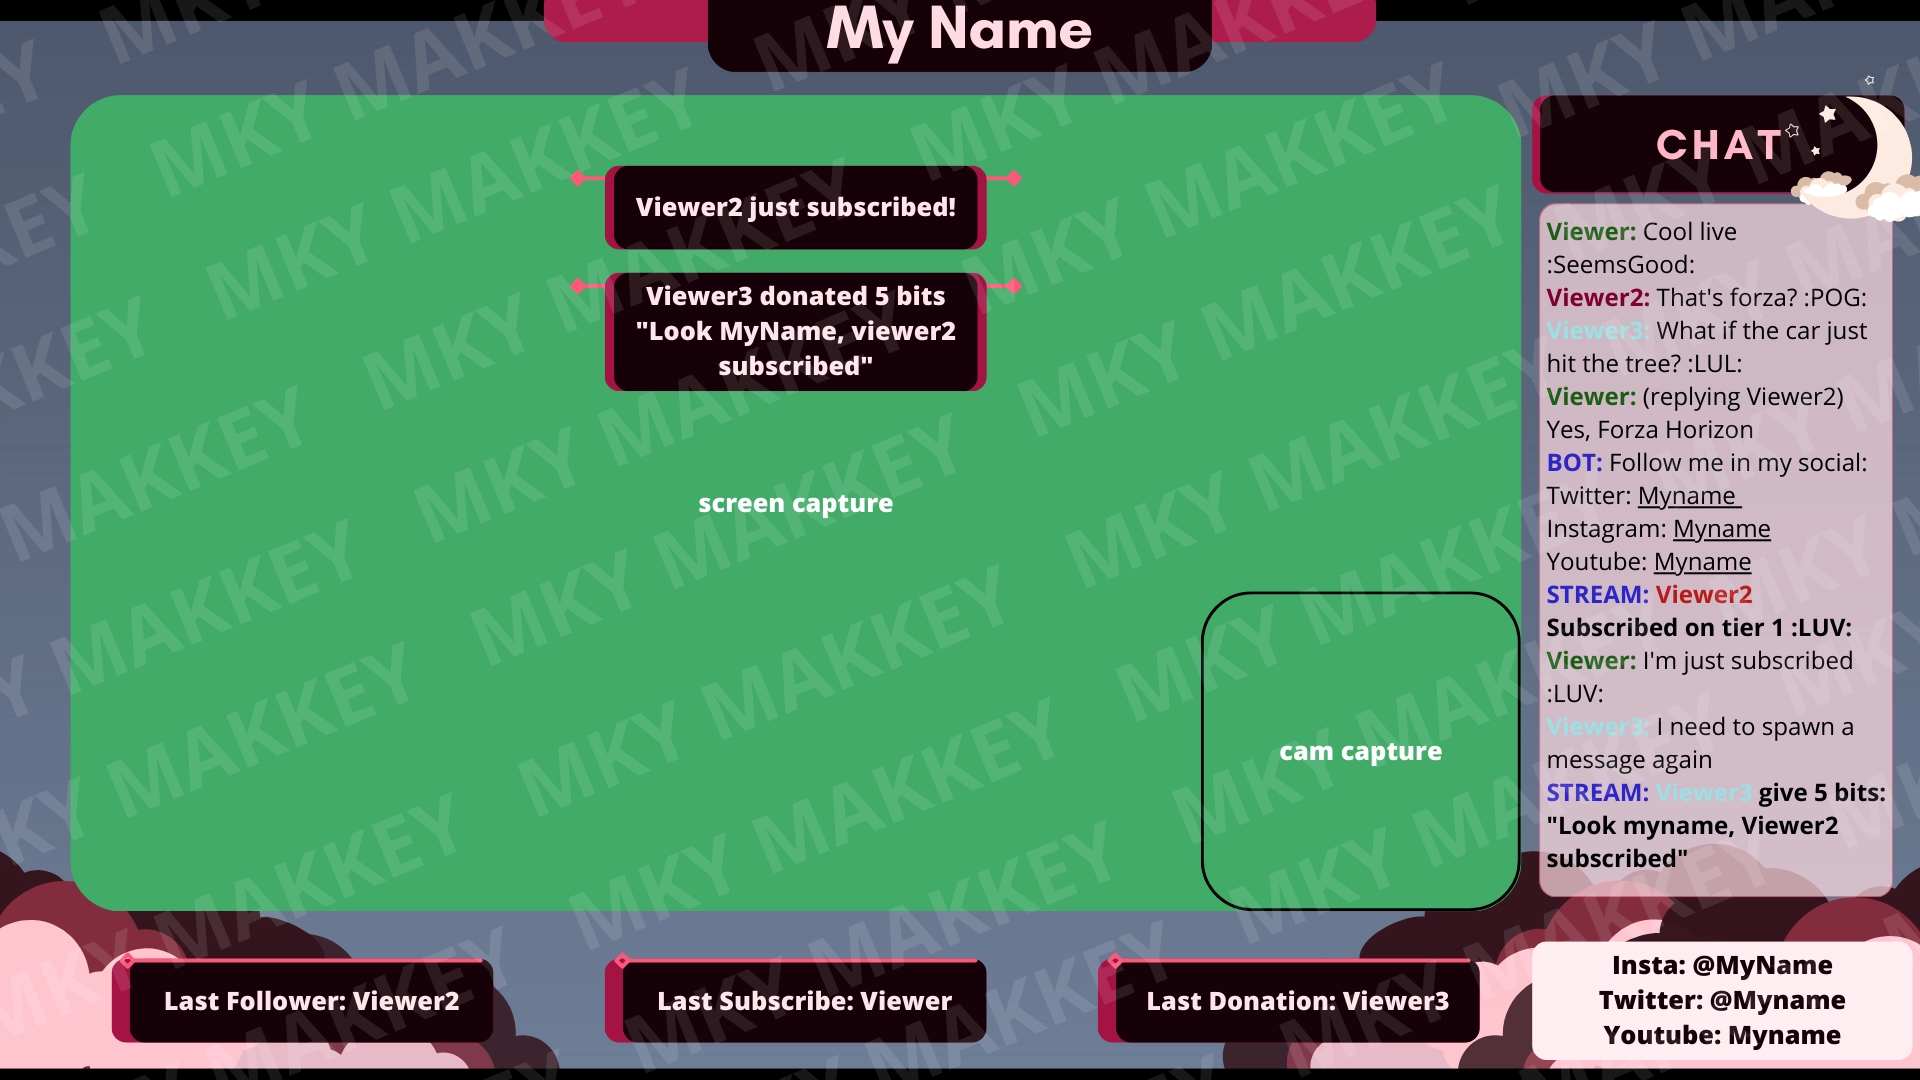 My Name
Viewer2 just subscribed!
Viewer3 donated 5 bits
"Look MyName, viewer2
subscribed"
screen capture
cam capture
CHAT
Viewer: Cool live
:SeemsGood:
Viewer2: That's forza? :POG:
Viewer3: What if the car just
hit the tree? :LUL:
Viewer: (replying Viewer2)
Yes, Forza Horizon
BOT: Follow me in my social:
Twitter: Myname
Instagram: Myname
Youtube: Myname
STREAM: Viewer2
Subscribed on tier 1 :LUV:
Viewer: I'm just subscribed
:LUV:
Viewer3: I need to spawn a
message again
STREAM: Viewer3 give 5 bits:
"Look myname, Viewer2
subscribed"
Last Follower: Viewer2
Last Subscribe: Viewer
Last Donation: Viewer3
Insta: @MyName
Twitter: @Myname
Youtube: Myname
MKY MAKKEY